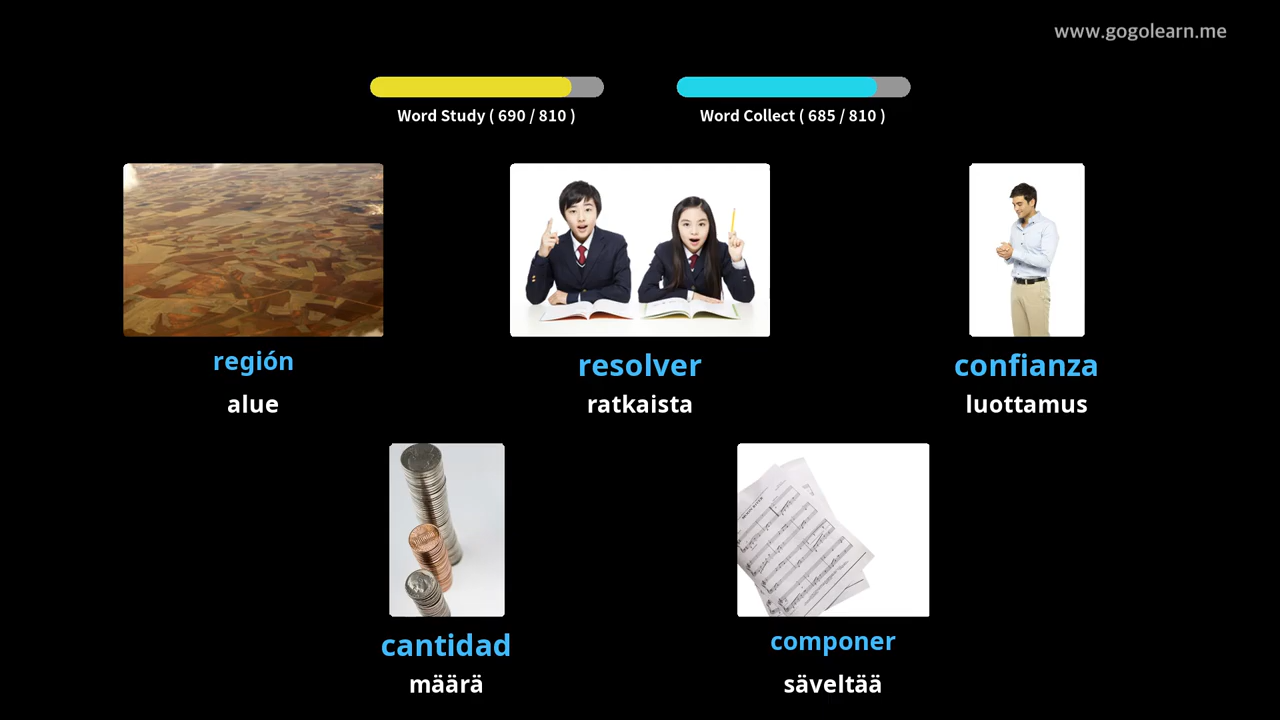 www.gogolearn.me
Word Study ( 690 / 810 )
Word Collect ( 685 / 810 )
región
alue
resolver
ratkaista
confianza
luottamus
cantidad
määrä
componer
säveltää